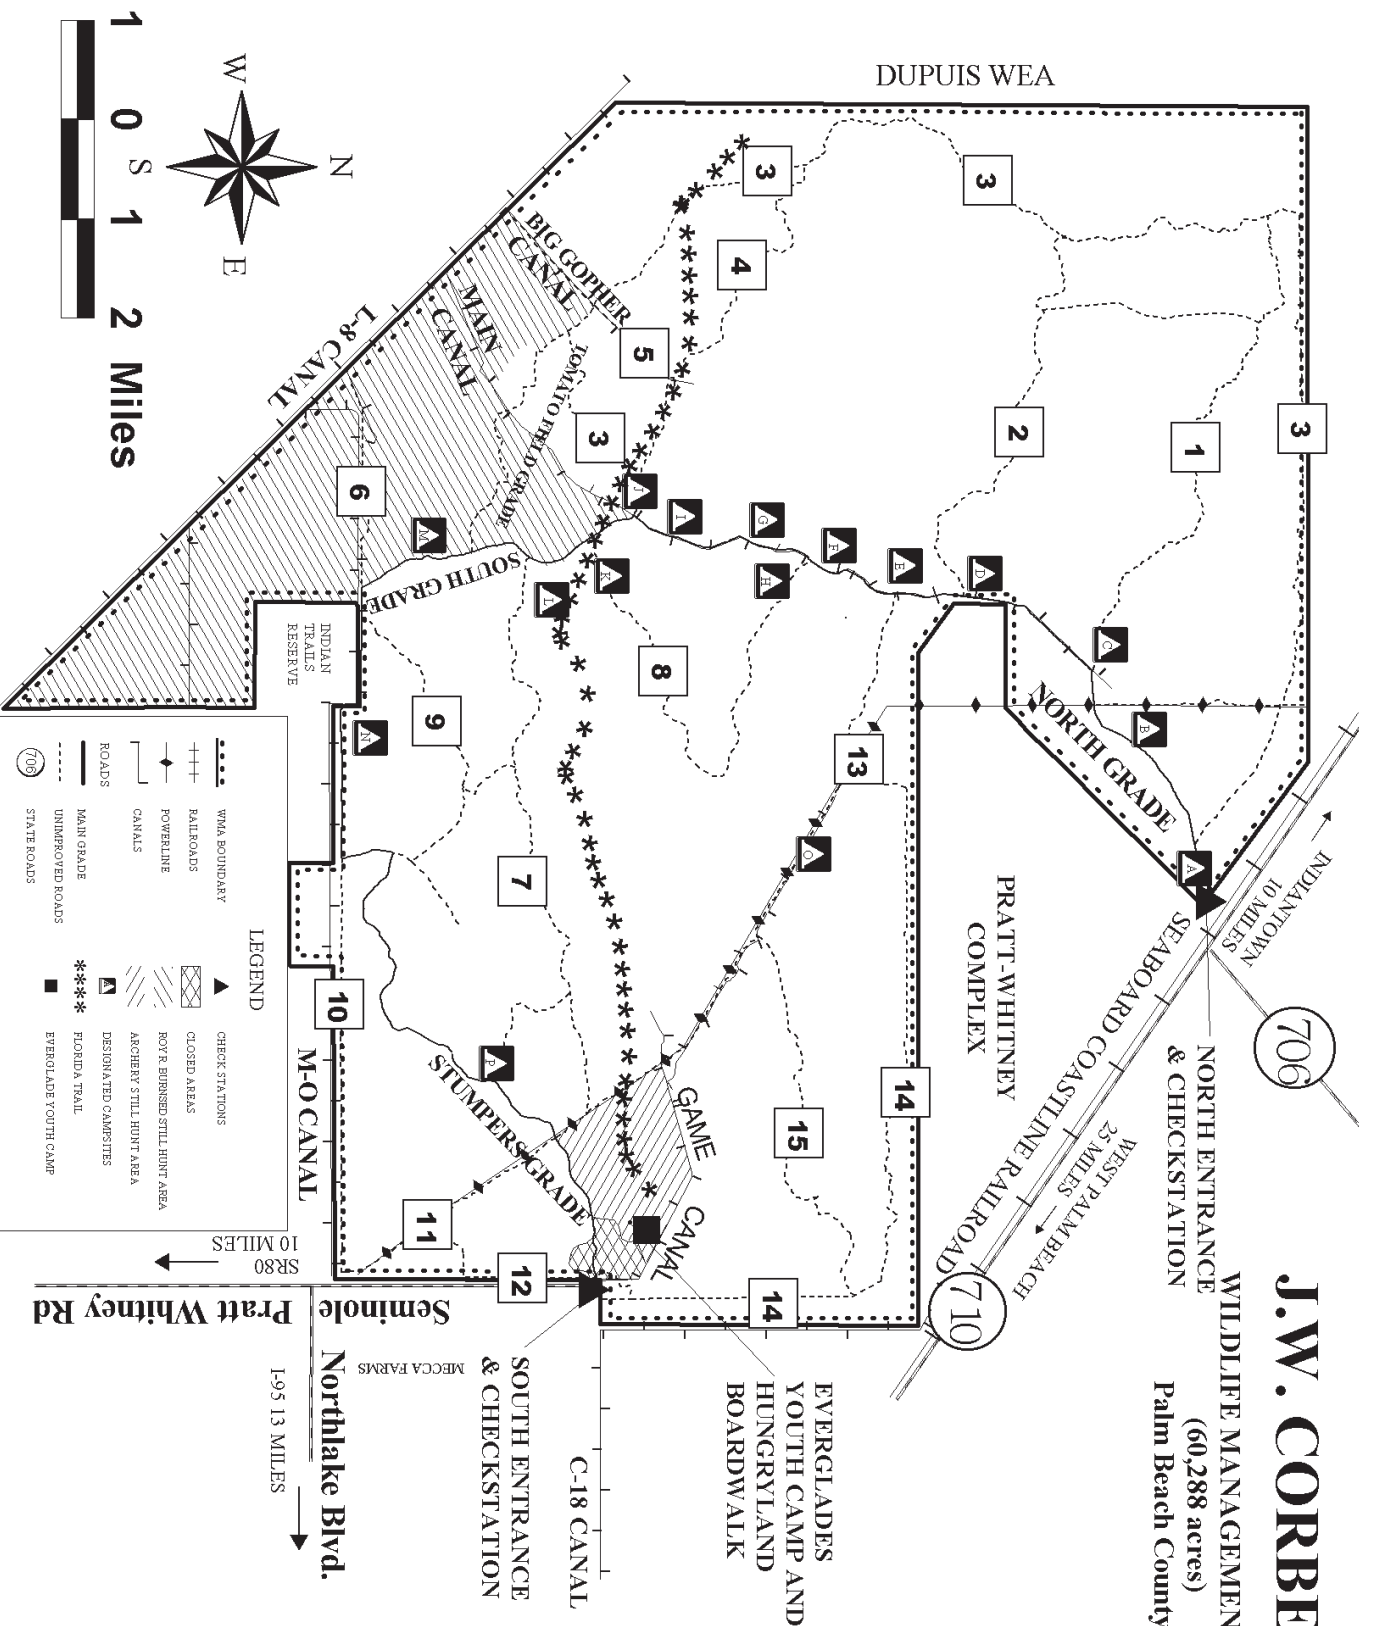 J.W. CORBE
WILDLIFE MANAGEMEN
(60,288 acres)
Palm Beach County
DUPUIS WEA
INDIANTOWN
10 MILES
706
NORTH ENTRANCE
& CHECKSTATION
WEST PALM BEACH
25 MILES
SEABOARD COASTLINE RAILROAD
710
PRATT-WHITNEY
COMPLEX
NORTH GRADE
3
1
2
3
3
4
5
3
6
8
9
7
13
14
15
14
10
11
12
A
B
C
D
E
F
G
H
I
J
K
L
M
N
O
P
BIG GOPHER
CANAL
MAIN
CANAL
TOMATO FIELD GRADE
SOUTH GRADE
L-8 CANAL
INDIAN
TRAILS
RESERVE
GAME
CANAL
STUMPERS GRADE
M-O CANAL
EVERGLADES
YOUTH CAMP AND
HUNGRYLAND
BOARDWALK
C-18 CANAL
SOUTH ENTRANCE
& CHECKSTATION
MECCA FARMS
Seminole
Pratt Whitney Rd
Northlake Blvd.
I-95 13 MILES
SR80
10 MILES
LEGEND
WMA BOUNDARY
RAILROADS
POWERLINE
CANALS
ROADS
MAIN GRADE
UNIMPROVED ROADS
706
STATE ROADS
CHECK STATIONS
CLOSED AREAS
ROY R. BURNSED STILL HUNT AREA
ARCHERY STILL HUNT AREA
A
DESIGNATED CAMPSITES
FLORIDA TRAIL
EVERGLADE YOUTH CAMP
N
W
E
S
1 0 1 2 Miles